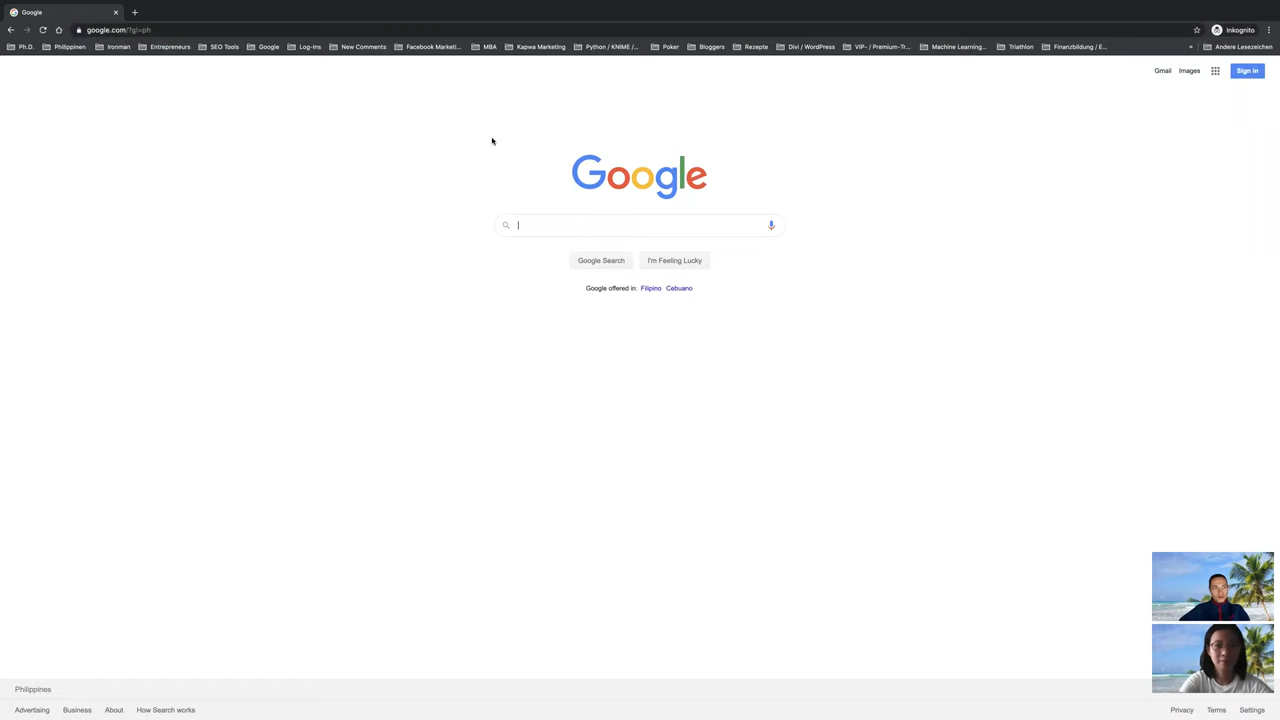 Google
google.com/?gl=ph
Inkognito
Ph.D. Philippinen Ironman Entrepreneurs SEO Tools Google Log-Ins New Comments Facebook Marketi... MBA Kapwa Marketing Python / KNIME /... Poker Bloggers Rezepte Divi / WordPress VIP- / Premium-Tr... Machine Learning... Triathlon Finanzbildung / E... » Andere Lesezeichen
Gmail Images Sign in
Google
Google Search I'm Feeling Lucky
Google offered in: Filipino Cebuano
Philippines
Advertising Business About How Search works Privacy Terms Settings